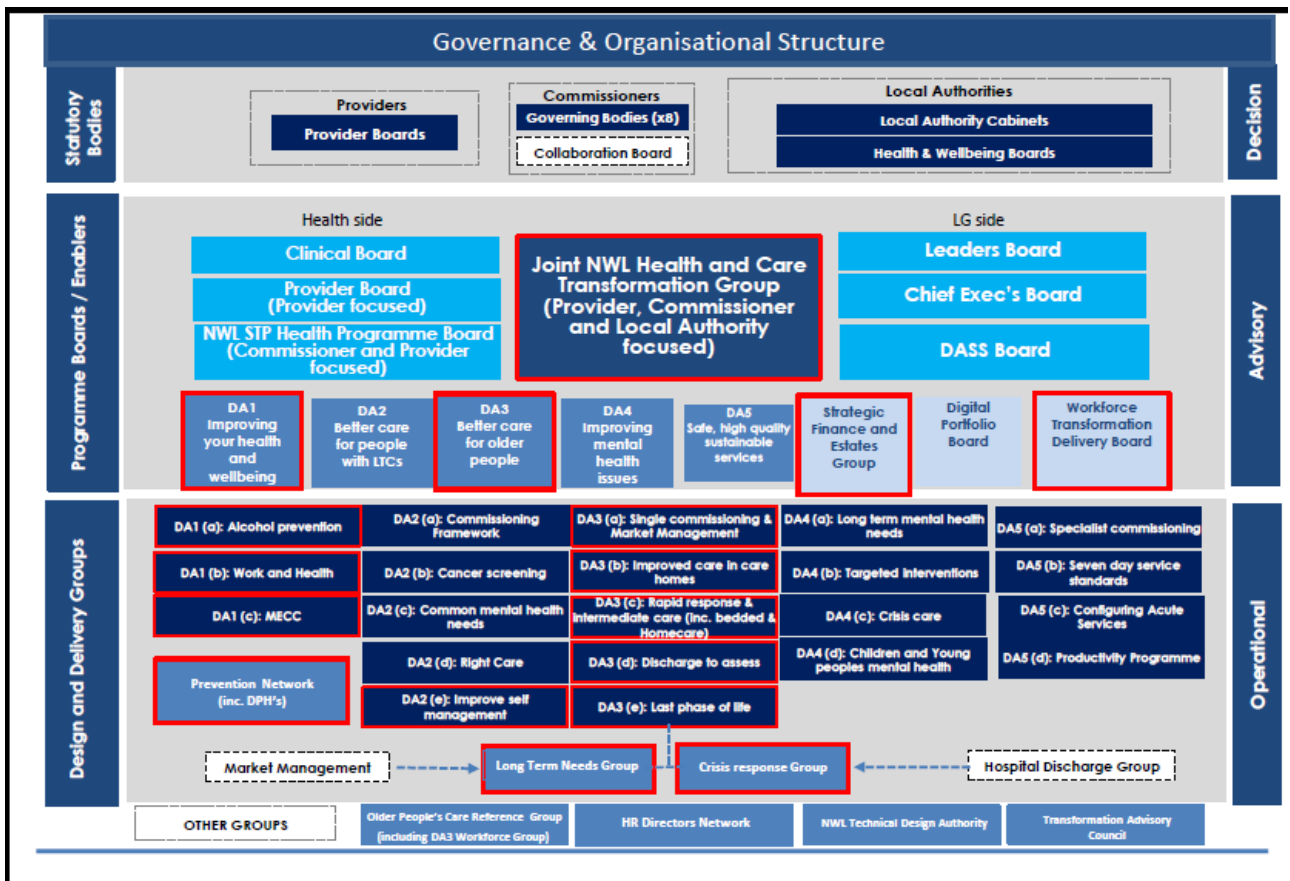 Governance & Organisational Structure
Statutory
Bodies
Providers
Provider Boards
Commissioners
Governing Bodies (x8)
Collaboration Board
Local Authorities
Local Authority Cabinets
Health & Wellbeing Boards
Decision
Programme Boards / Enablers
Health side
Clinical Board
Provider Board
(Provider focused)
NWL STP Health Programme Board
(Commissioner and Provider
focused)
Joint NWL Health and Care
Transformation Group
(Provider, Commissioner
and Local Authority
focused)
LG side
Leaders Board
Chief Exec's Board
DASS Board
Advisory
DA1
Improving
your health
and
wellbeing
DA2
Better care
for people
with LTCs
DA3
Better care
for older
people
DA4
Improving
mental
health
issues
DA5
Safe, high quality
sustainable
services
Strategic
Finance and
Estates
Group
Digital
Portfolio
Board
Workforce
Transformation
Delivery Board
Design and Delivery Groups
DA1 (a): Alcohol prevention
DA1 (b): Work and Health
DA1 (c): MECC
Prevention Network
(inc. DPH's)
DA2 (a): Commissioning
Framework
DA2 (b): Cancer screening
DA2 (c): Common mental health
needs
DA2 (d): Right Care
DA2 (e): Improve self
management
DA3 (a): Single commissioning &
Market Management
DA3 (b): Improved care in care
homes
DA3 (c): Rapid response &
intermediate care (inc. bedded &
Homecare)
DA3 (d): Discharge to assess
DA3 (e): Last phase of life
DA4 (a): Long term mental health
needs
DA4 (b): Targeted interventions
DA4 (c): Crisis care
DA4 (d): Children and Young
peoples mental health
DA5 (a): Specialist commissioning
DA5 (b): Seven day service
standards
DA5 (c): Configuring Acute
Services
DA5 (d): Productivity Programme
Operational
Market Management
Long Term Needs Group
Crisis response Group
Hospital Discharge Group
OTHER GROUPS
Older People's Care Reference Group
(including DA3 Workforce Group)
HR Directors Network
NWL Technical Design Authority
Transformation Advisory
Council